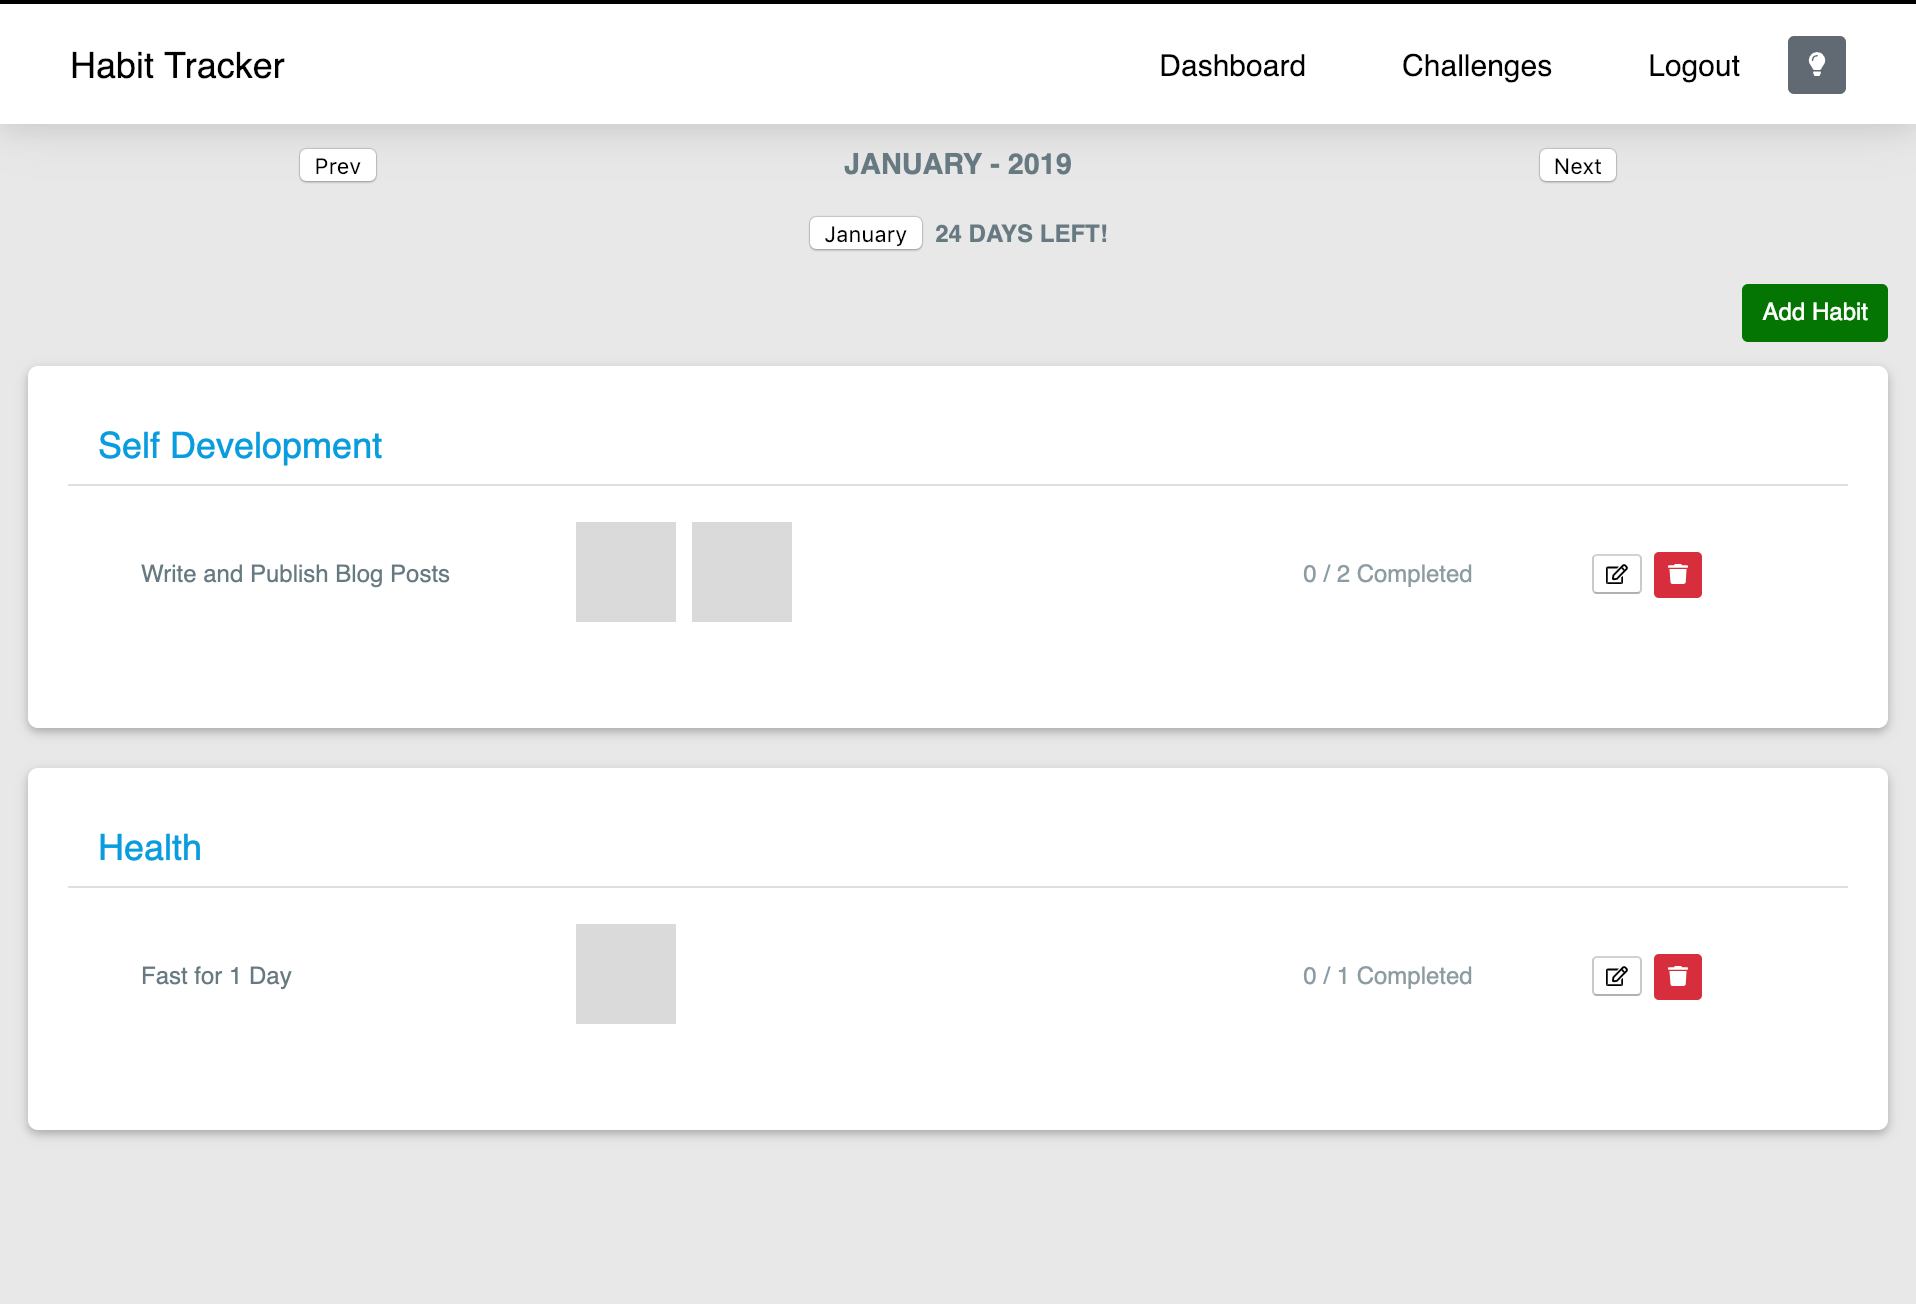 Habit Tracker Dashboard Challenges Logout
Prev JANUARY - 2019 Next
January 24 DAYS LEFT!
Add Habit
Self Development
Write and Publish Blog Posts 0 / 2 Completed
Health
Fast for 1 Day 0 / 1 Completed